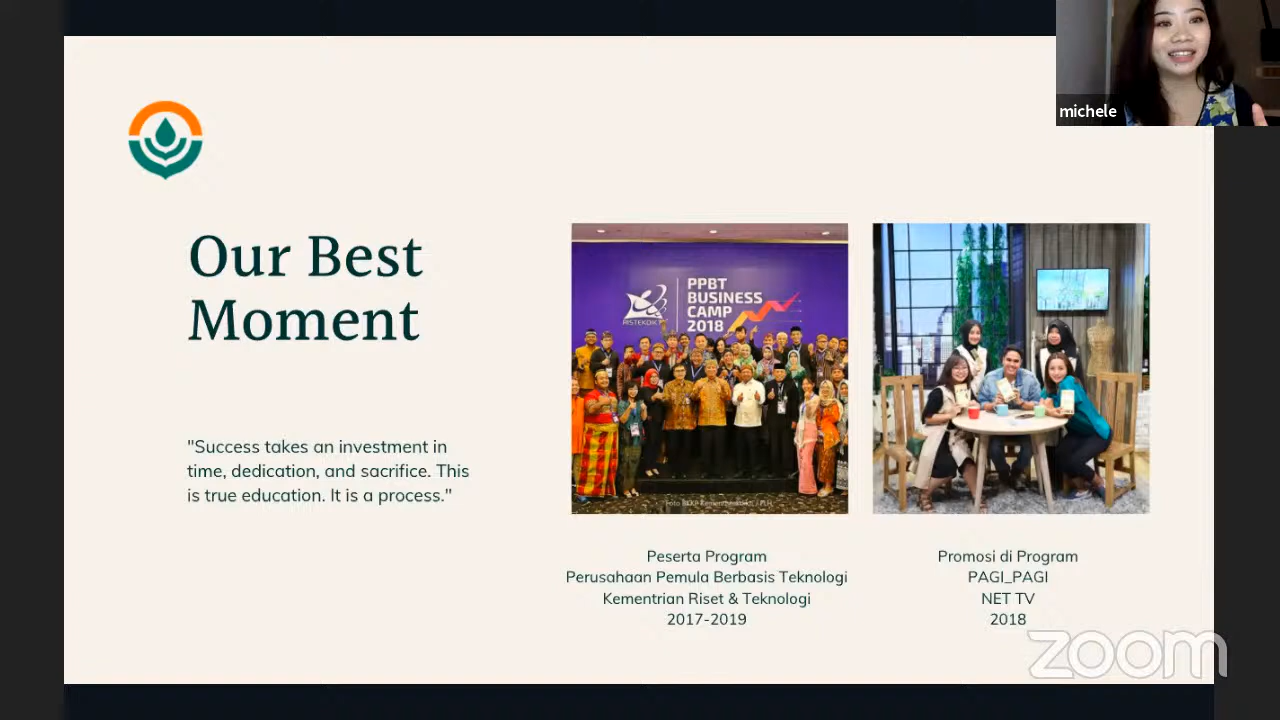 michele
Our Best
Moment
"Success takes an investment in
time, dedication, and sacrifice. This
is true education. It is a process."
PPBT
BUSINESS
CAMP
2018
Peserta Program
Perusahaan Pemula Berbasis Teknologi
Kementrian Riset & Teknologi
2017-2019
Promosi di Program
PAGI_PAGI
NET TV
2018
zoom